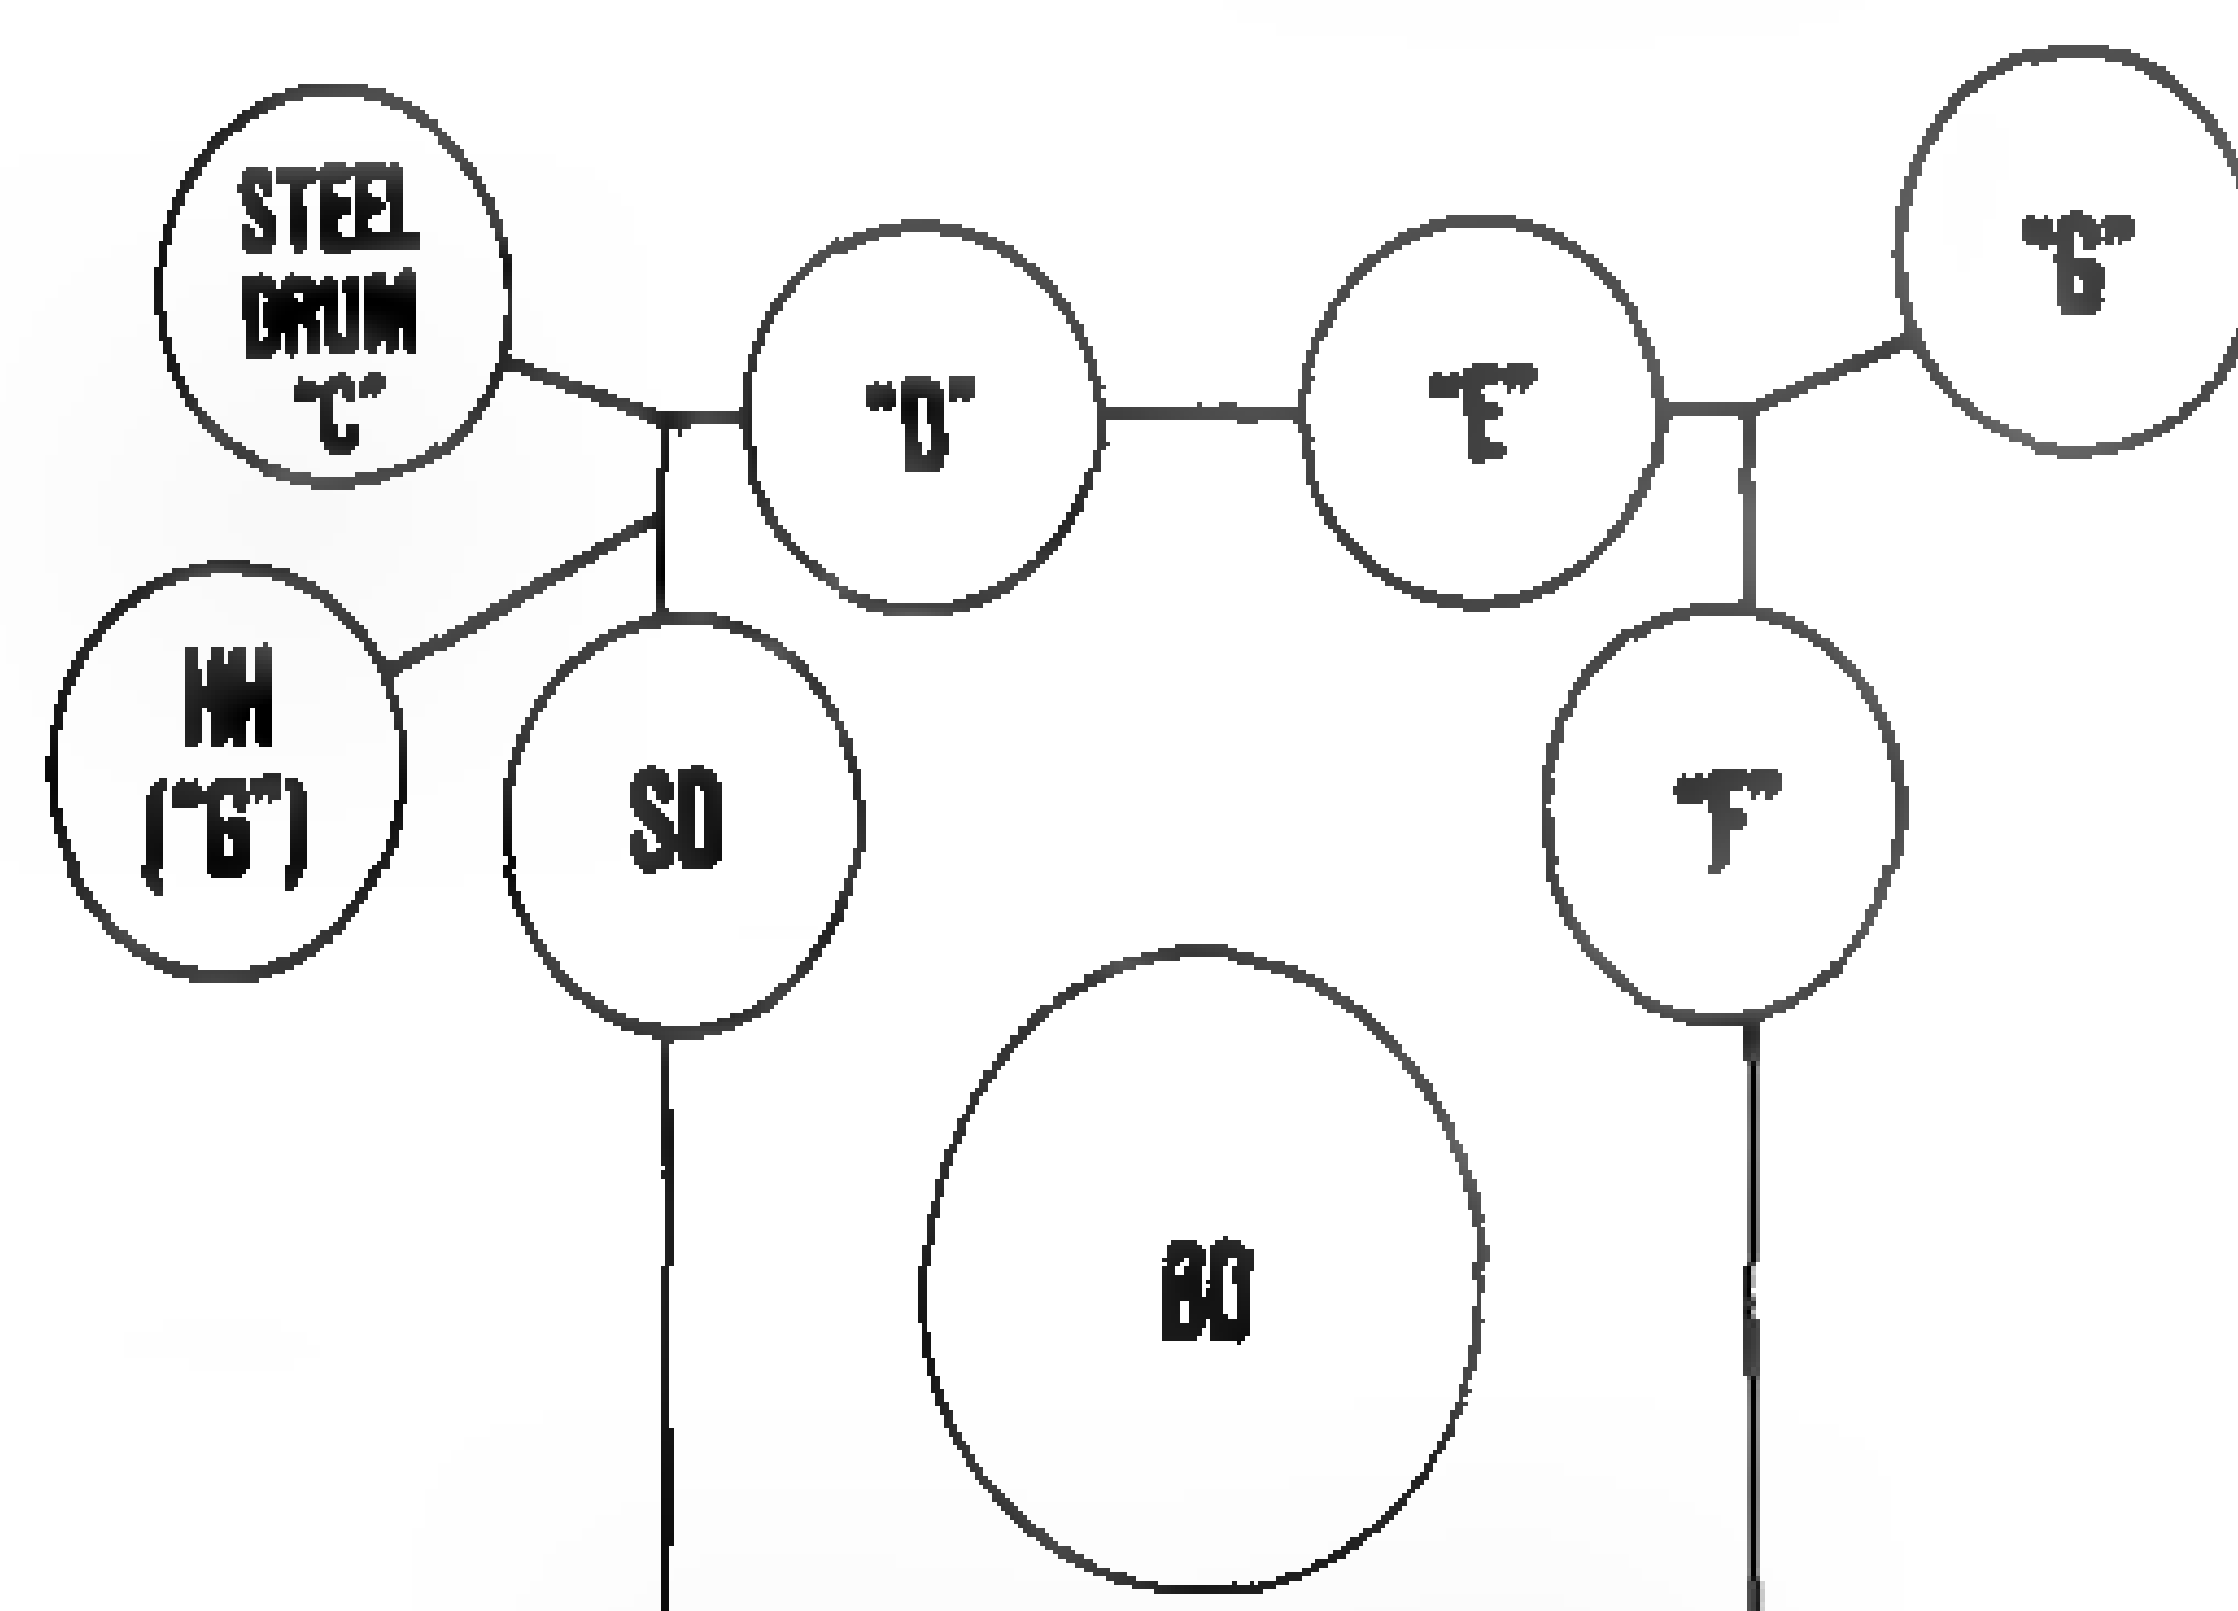 STEEL
DRUM
"C"
"D"
"E"
"G"
HH
("G")
SD
"F"
BD